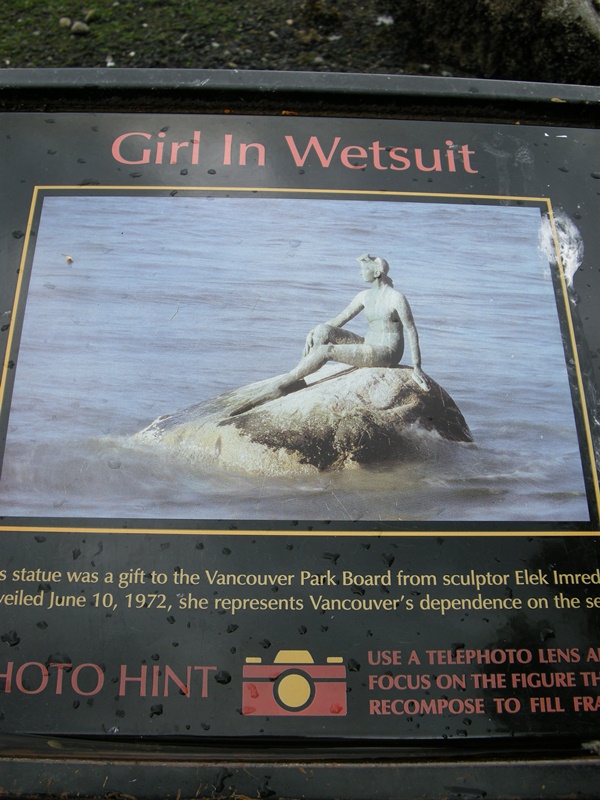 Girl In Wetsuit
s statue was a gift to the Vancouver Park Board from sculptor Elek Imred
veiled June 10, 1972, she represents Vancouver's dependence on the se
HOTO HINT
USE A TELEPHOTO LENS A
FOCUS ON THE FIGURE TH
RECOMPOSE TO FILL FRA